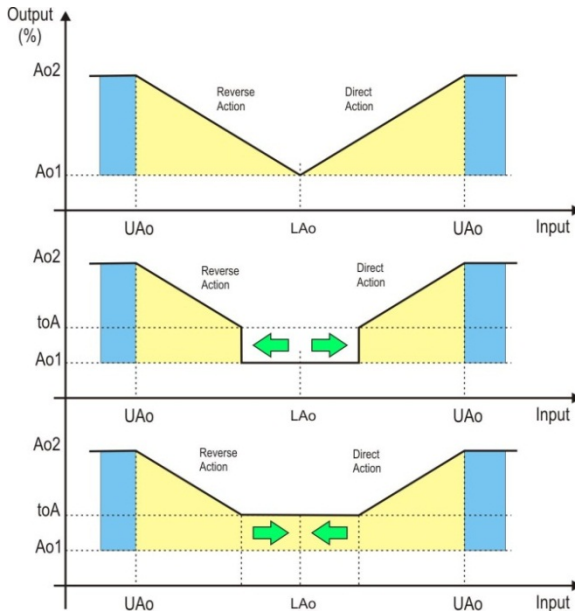 Output
(%)
Ao2
Reverse
Action
Direct
Action
Ao1
UAo
LAo
UAo
Input
Ao2
Reverse
Action
Direct
Action
toA
Ao1
UAo
LAo
UAo
Input
Ao2
Reverse
Action
Direct
Action
toA
Ao1
UAo
LAo
UAo
Input